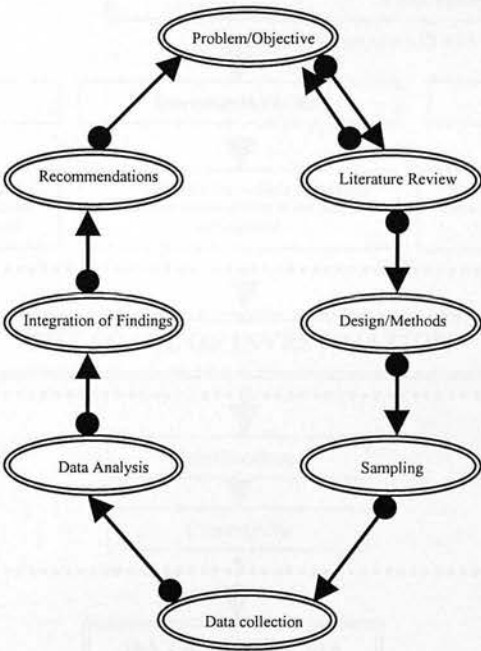 Problem/Objective
Recommendations
Literature Review
Integration of Findings
Design/Methods
Data Analysis
Sampling
Data collection